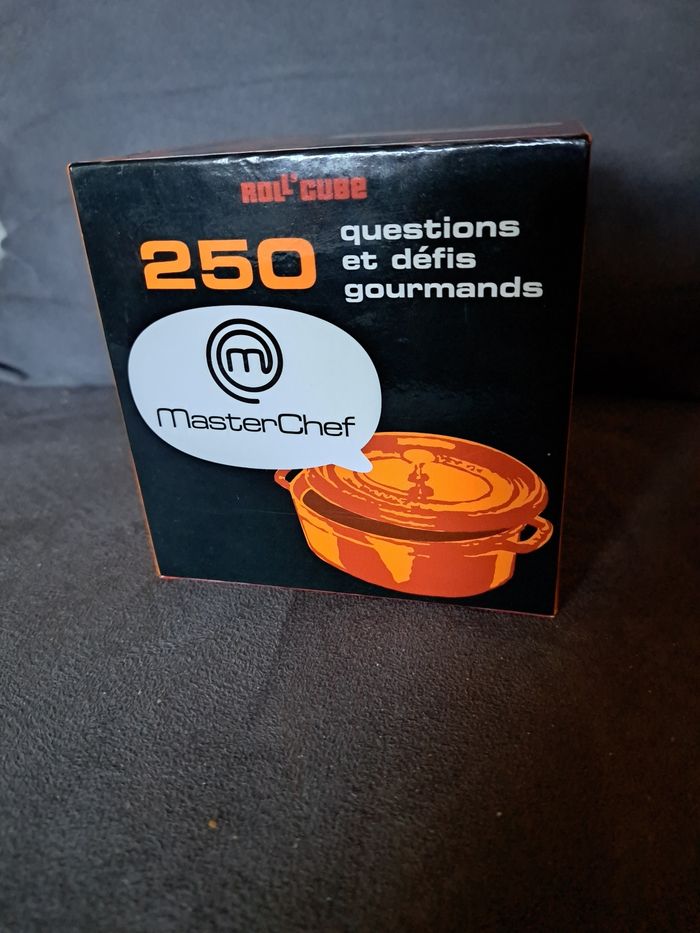 ROLL'CUBE
250
questions
et défis
gourmands
m
MasterChef